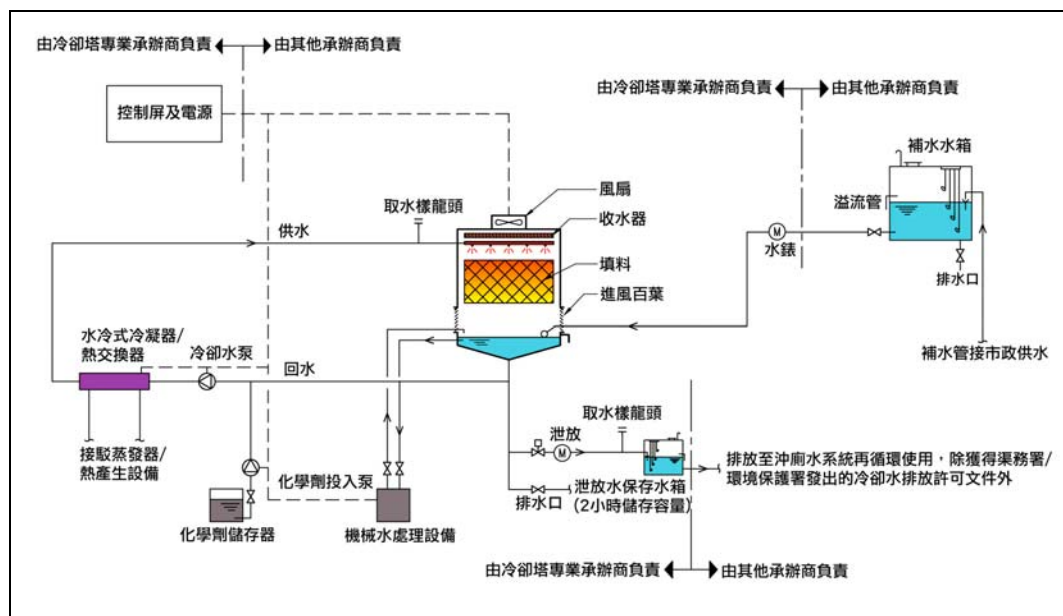 由冷卻塔專業承辦商負責
由其他承辦商負責
控制屏及電源
由冷卻塔專業承辦商負責
由其他承辦商負責
補水水箱
溢流管
風扇
取水樣龍頭
收水器
供水
M
水錶
填料
排水口
進風百葉
水冷式冷凝器/
熱交換器
冷卻水泵
回水
補水管接市政供水
取水樣龍頭
泄放
M
接駁蒸發器/
熱產生設備
化學劑投入泵
排放至沖廁水系統再循環使用，除獲得渠務署/
環境保護署發出的冷卻水排放許可文件外
泄放水保存水箱
(2小時儲存容量)
排水口
化學劑儲存器
機械水處理設備
由冷卻塔專業承辦商負責
由其他承辦商負責